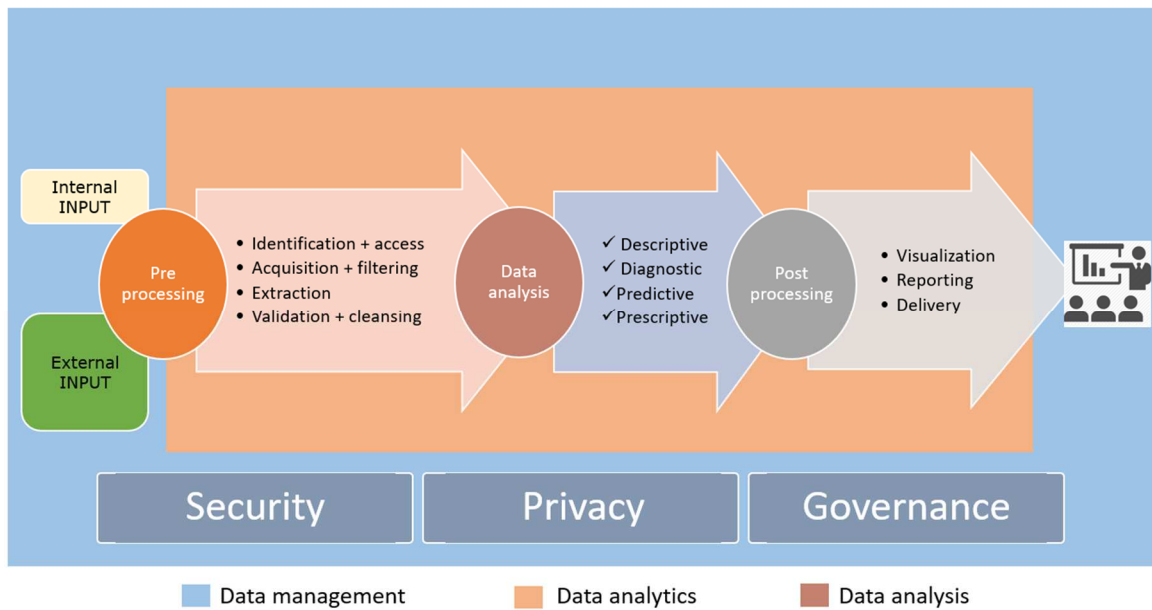 Internal
INPUT
External
INPUT
Pre
processing
• Identification + access
• Acquisition + filtering
• Extraction
• Validation + cleansing
Data
analysis
✓ Descriptive
✓ Diagnostic
✓Predictive
✓Prescriptive
Post
processing
• Visualization
• Reporting
• Delivery
Security
Privacy
Governance
Data management
Data analytics
Data analysis